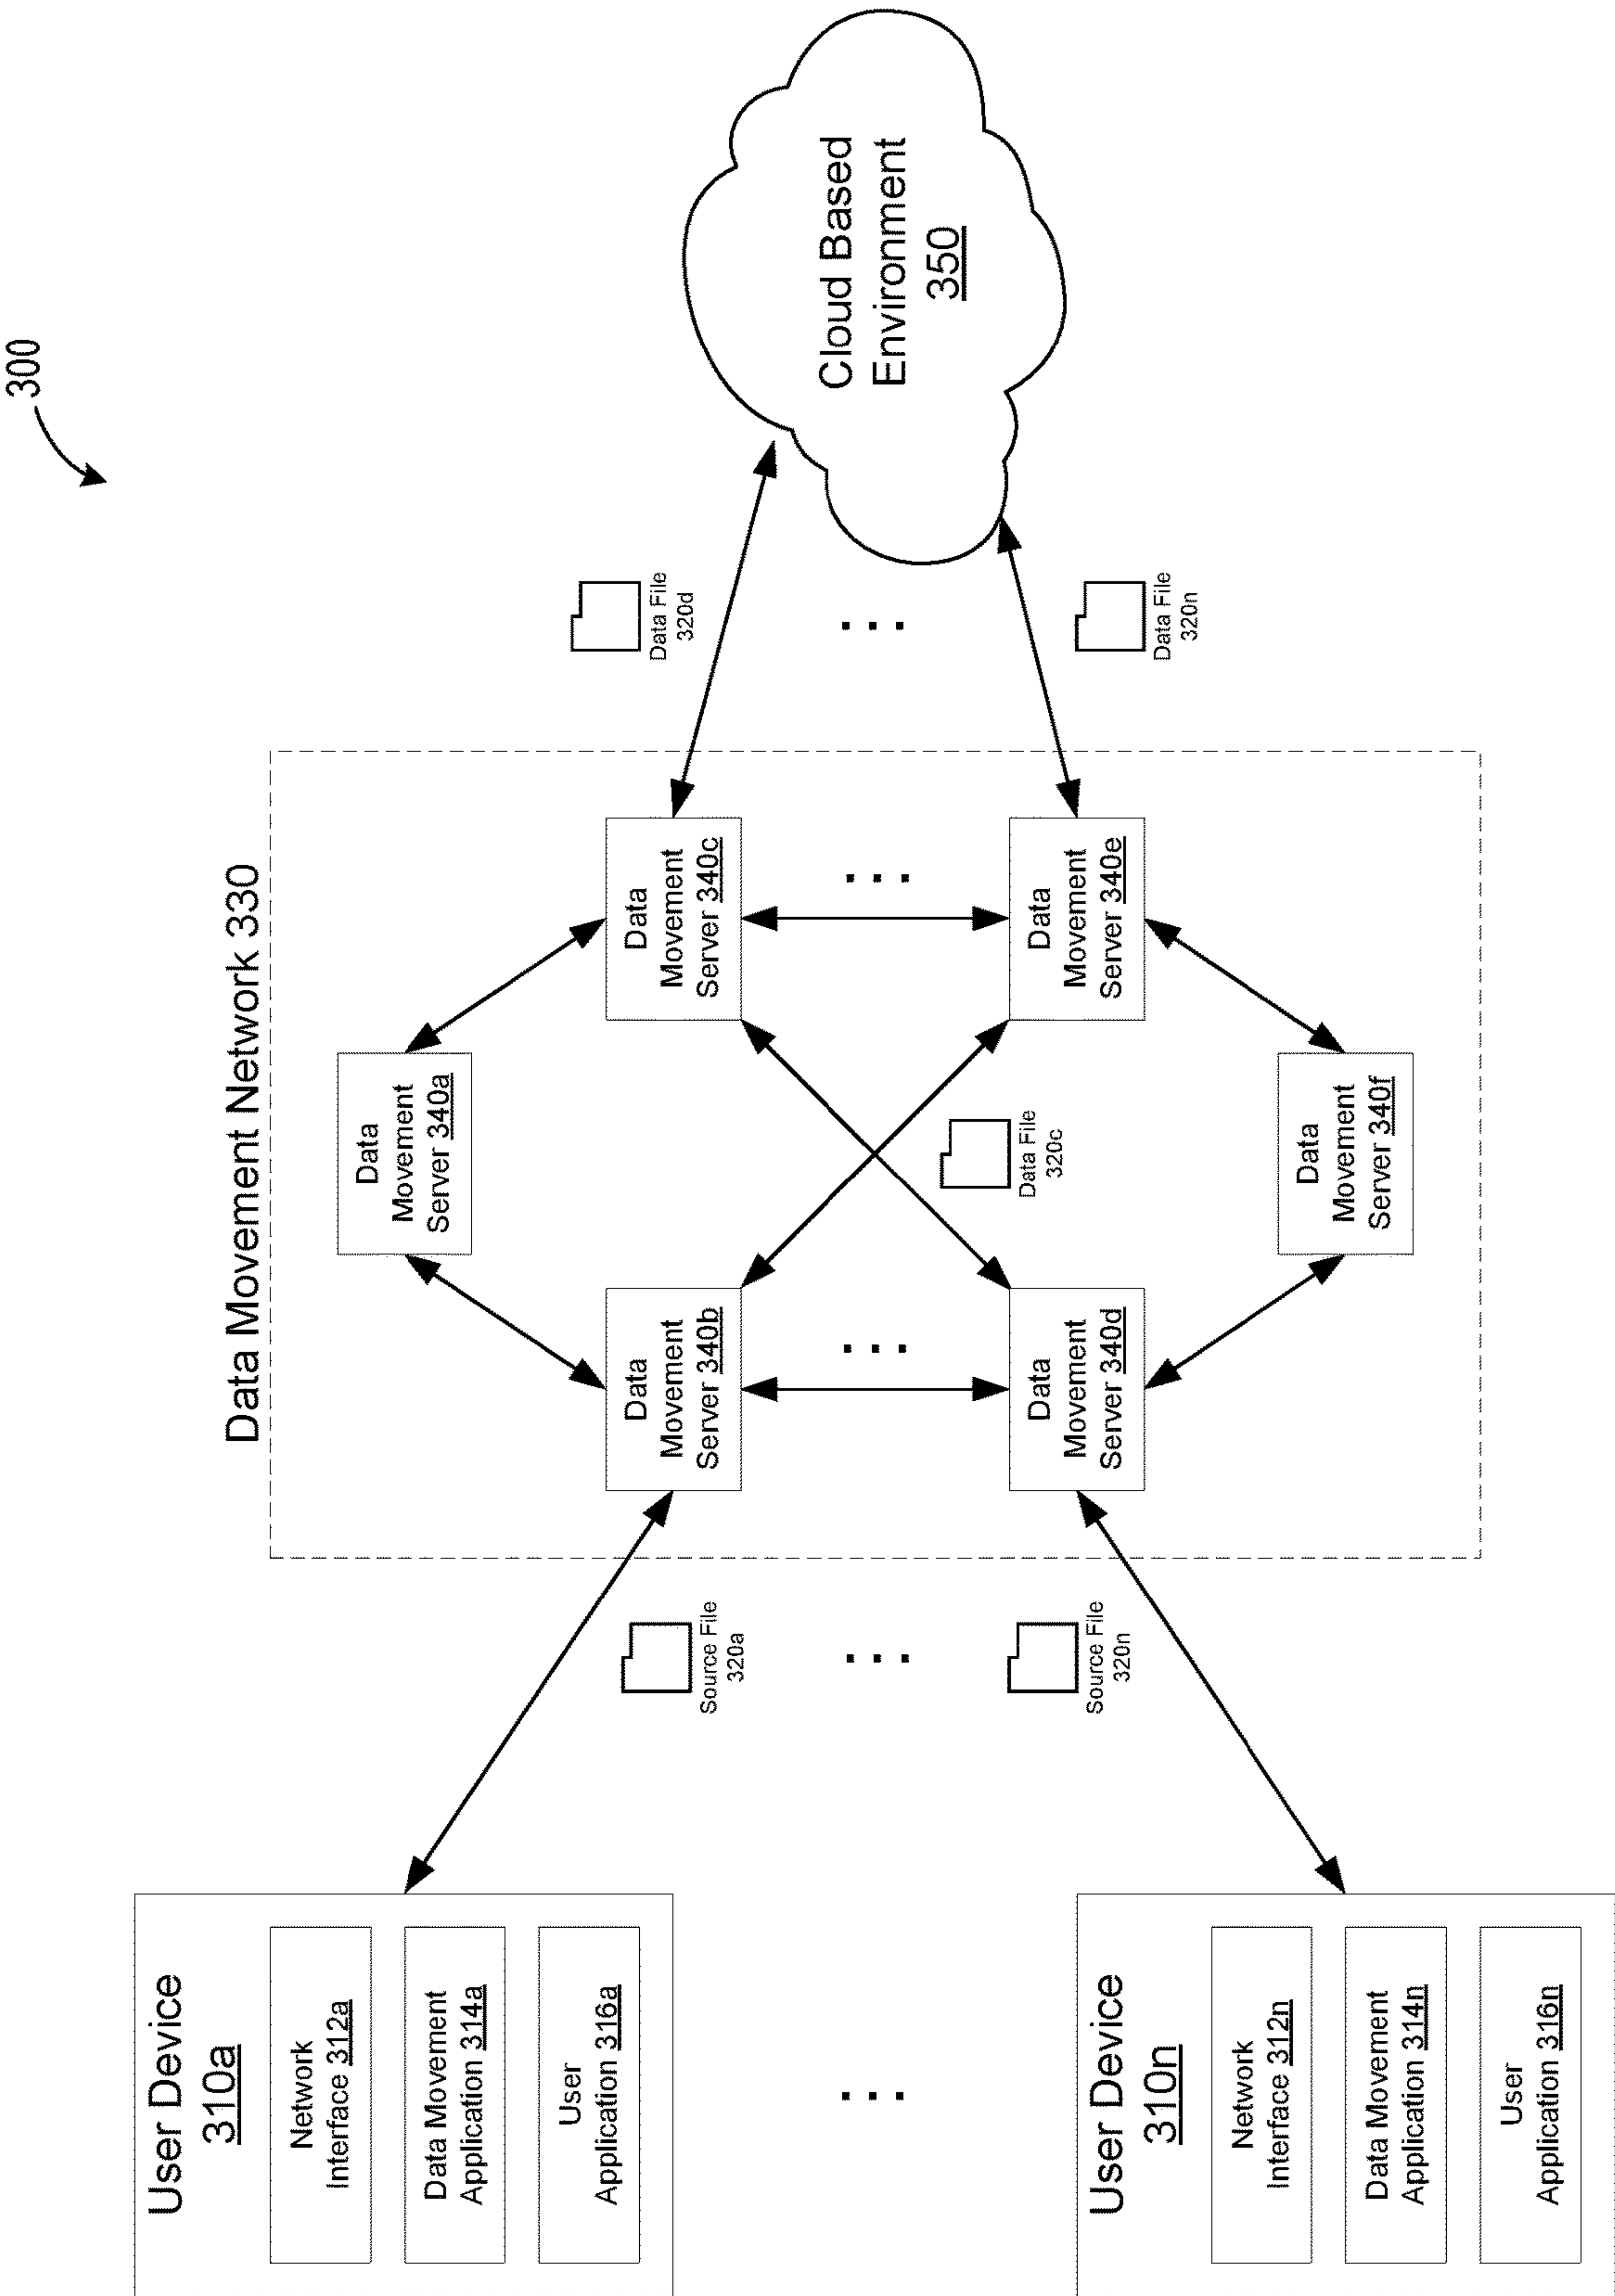 300
Data Movement Network 330
User Device
310a
Network
Interface 312a
Data Movement
Application 314a
User
Application 316a
User Device
310n
Network
Interface 312n
Data Movement
Application 314n
User
Application 316n
Source File
320a
Source File
320n
Data
Movement
Server 340a
Data
Movement
Server 340b
Data
Movement
Server 340c
Data File
320c
Data
Movement
Server 340d
Data
Movement
Server 340e
Data
Movement
Server 340f
Data File
320d
Data File
320n
Cloud Based
Environment
350